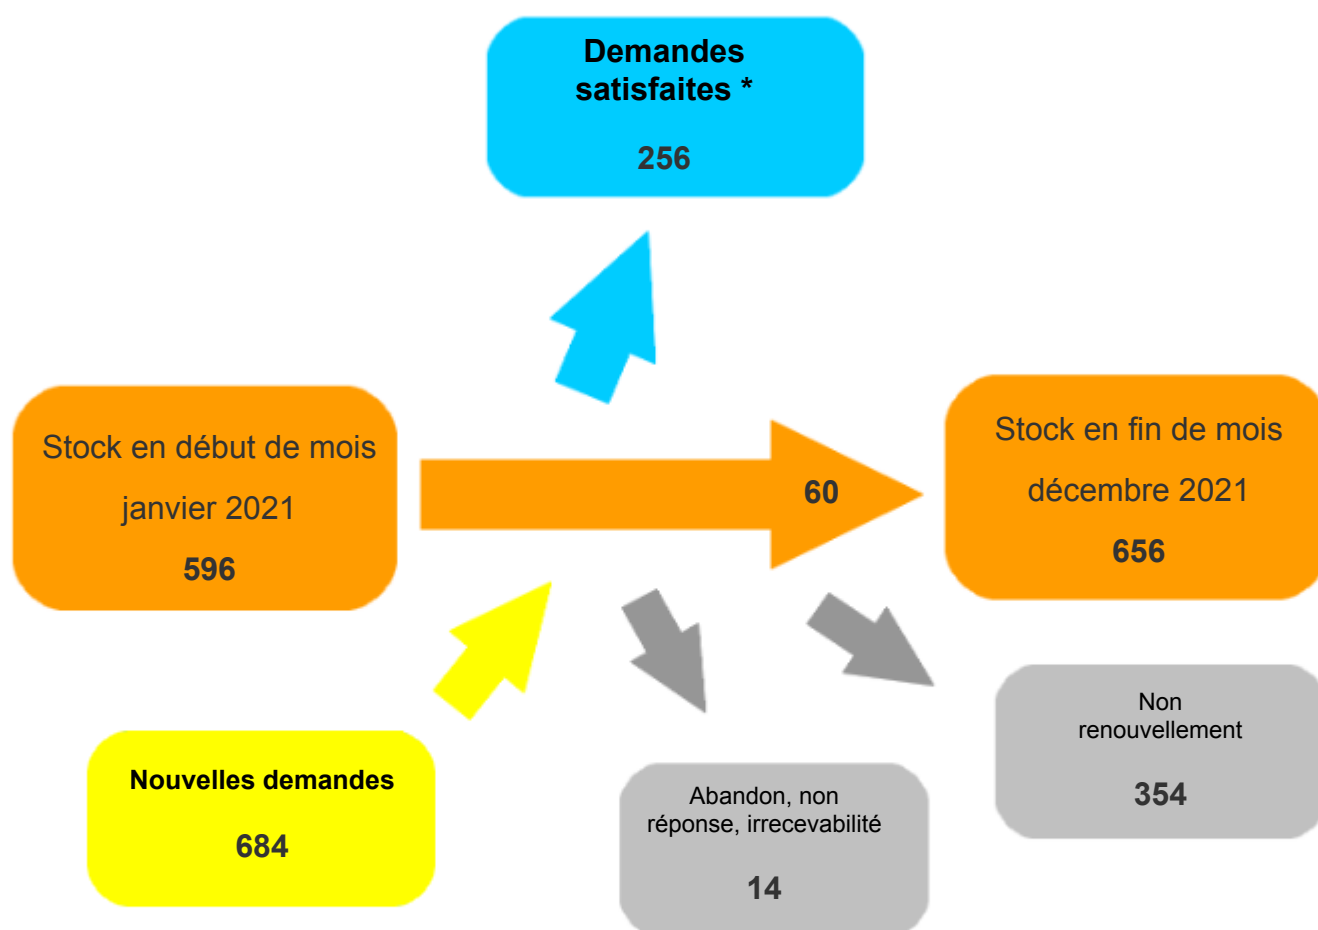 Demandes
satisfaites *
256
Stock en début de mois
janvier 2021
596
60
Stock en fin de mois
décembre 2021
656
Nouvelles demandes
684
Abandon, non
réponse, irrecevabilité
14
Non
renouvellement
354